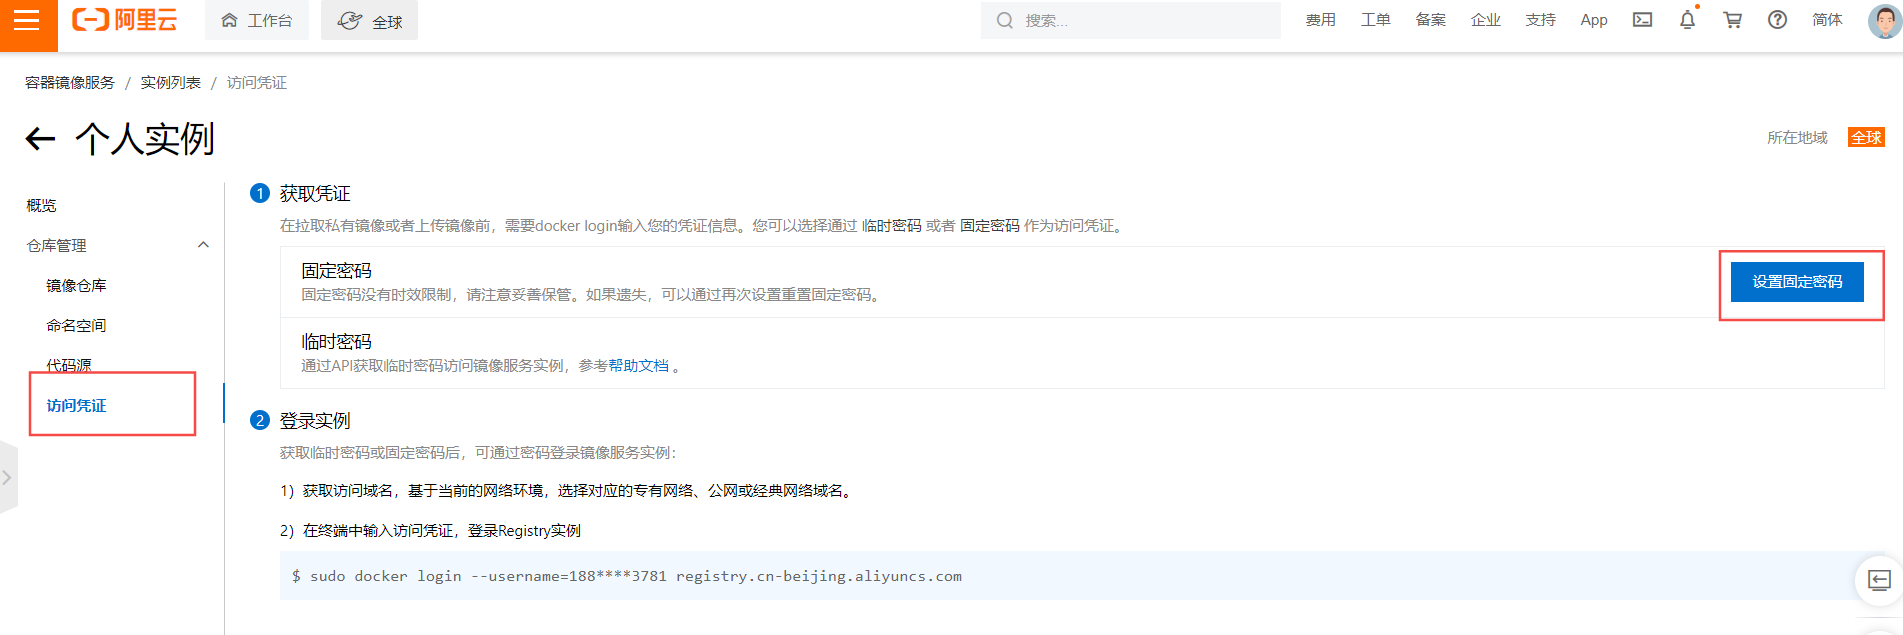 阿里云 工作台 全球 搜索... 费用 工单 备案 企业 支持 App 简体
容器镜像服务 / 实例列表 / 访问凭证
个人实例
所在地域 全球
概览
仓库管理
镜像仓库
命名空间
代码源
访问凭证
1 获取凭证
在拉取私有镜像或者上传镜像前，需要docker login输入您的凭证信息。您可以选择通过 临时密码 或者 固定密码 作为访问凭证。
固定密码
固定密码没有时效限制，请注意妥善保管。如果遗失，可以通过再次设置重置固定密码。
设置固定密码
临时密码
通过API获取临时密码访问镜像服务实例，参考帮助文档 。
2 登录实例
获取临时密码或固定密码后，可通过密码登录镜像服务实例：
1）获取访问域名，基于当前的网络环境，选择对应的专有网络、公网或经典网络域名。
2）在终端中输入访问凭证，登录Registry实例
$ sudo docker login --username=188****3781 registry.cn-beijing.aliyuncs.com